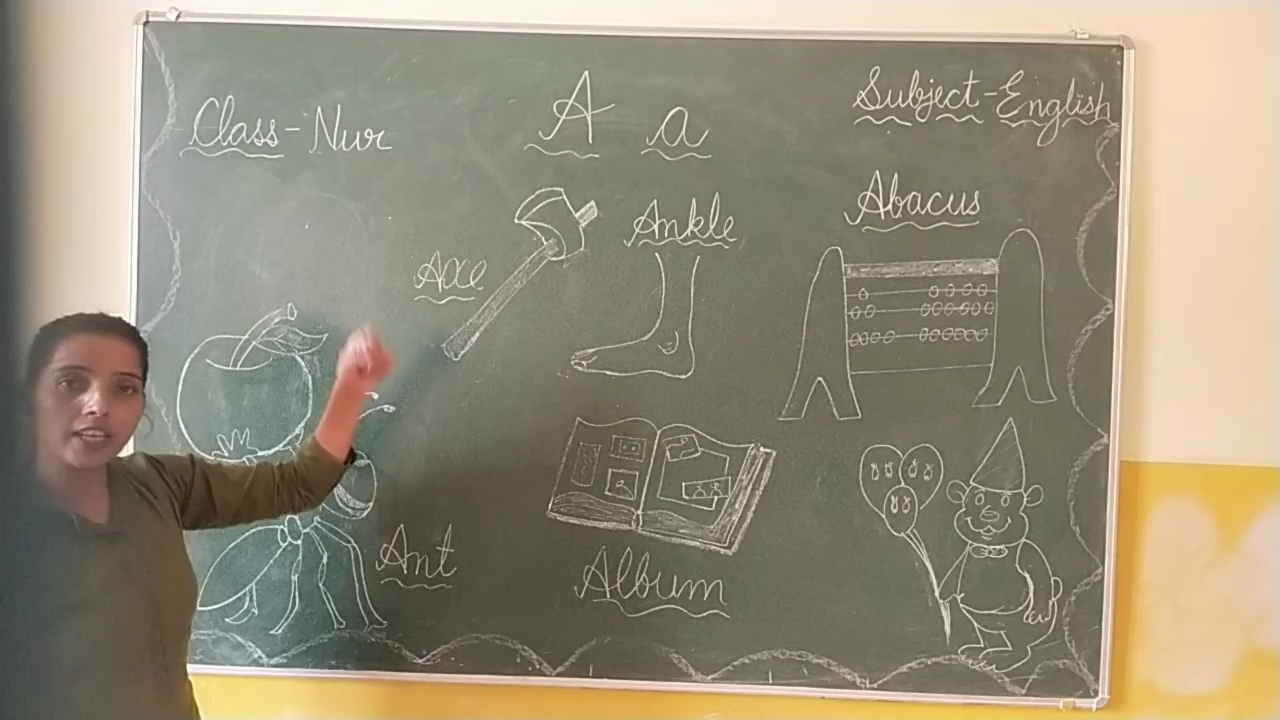 Class-Nur
A a
Subject-English
Axe
Ankle
Abacus
Ant
Album